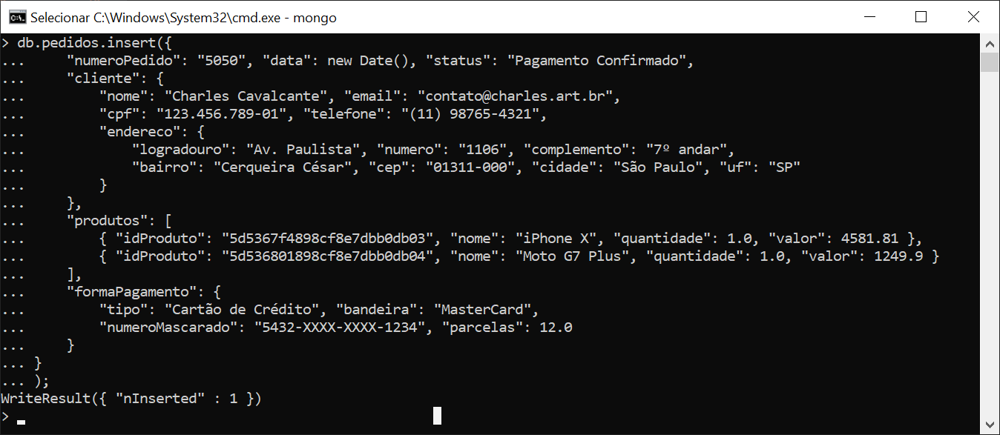 Selecionar C:\Windows\System32\cmd.exe - mongo
> db.pedidos.insert({
...     "numeroPedido": "5050", "data": new Date(), "status": "Pagamento Confirmado",
...     "cliente": {
...         "nome": "Charles Cavalcante", "email": "contato@charles.art.br",
...         "cpf": "123.456.789-01", "telefone": "(11) 98765-4321",
...         "endereco": {
...             "logradouro": "Av. Paulista", "numero": "1106", "complemento": "7º andar",
...             "bairro": "Cerqueira César", "cep": "01311-000", "cidade": "São Paulo", "uf": "SP"
...         }
...     },
...     "produtos": [
...         { "idProduto": "5d5367f4898cf8e7dbb0db03", "nome": "iPhone X", "quantidade": 1.0, "valor": 4581.81 },
...         { "idProduto": "5d536801898cf8e7dbb0db04", "nome": "Moto G7 Plus", "quantidade": 1.0, "valor": 1249.9 }
...     ],
...     "formaPagamento": {
...         "tipo": "Cartão de Crédito", "bandeira": "MasterCard",
...         "numeroMascarado": "5432-XXXX-XXXX-1234", "parcelas": 12.0
...     }
... }
... );
WriteResult({ "nInserted" : 1 })
>